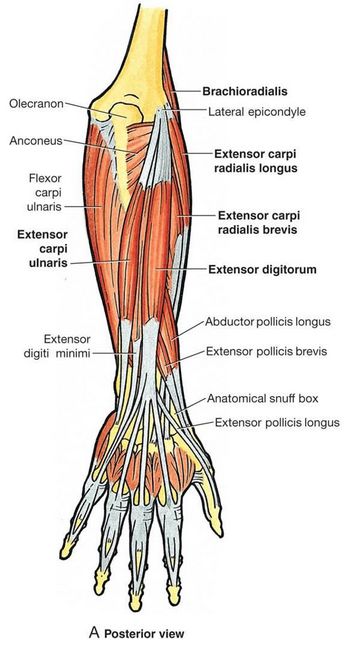 Brachioradialis
Olecranon
Lateral epicondyle
Anconeus
Extensor carpi
radialis longus
Flexor
carpi
ulnaris
Extensor carpi
radialis brevis
Extensor
carpi
ulnaris
Extensor digitorum
Abductor pollicis longus
Extensor
digiti minimi
Extensor pollicis brevis
Anatomical snuff box
Extensor pollicis longus
A Posterior view